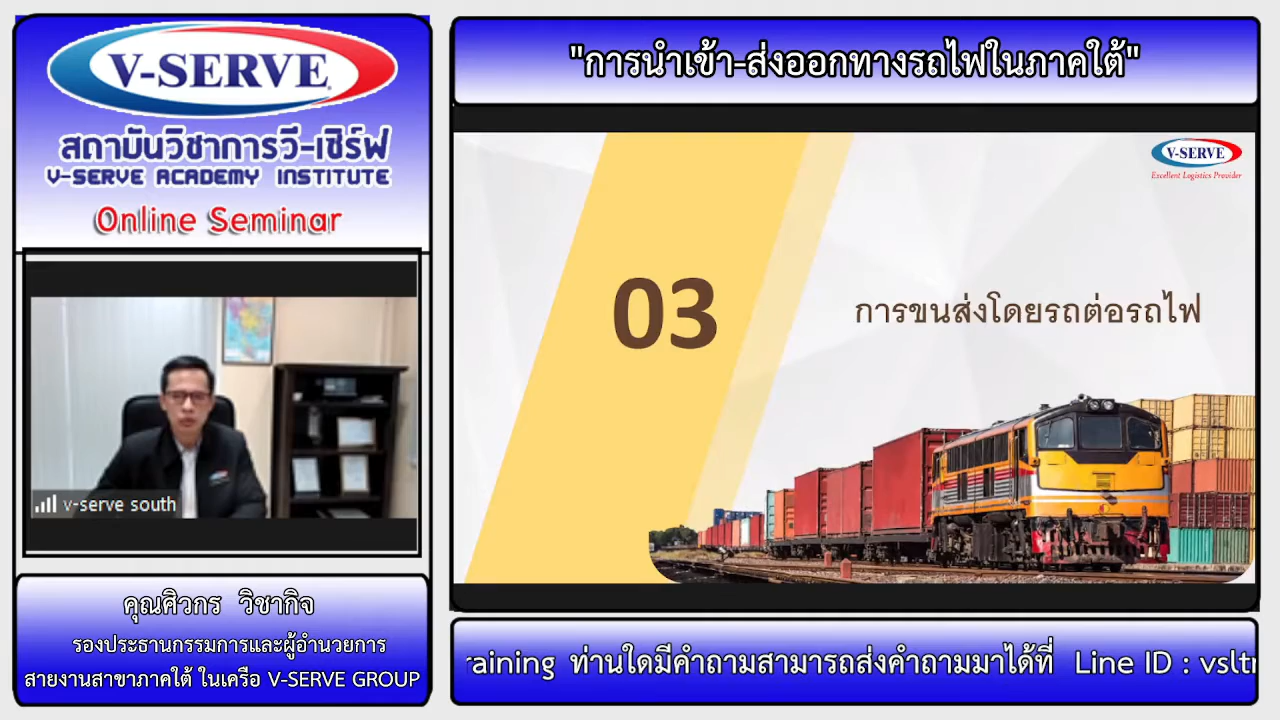 V-SERVE
สถาบันวิชาการวี-เซิร์ฟ
V-SERVE ACADEMY INSTITUTE
Online Seminar
v-serve south
คุณศิวกร วิชากิจ
รองประธานกรรมการและผู้อำนวยการ
สายงานสาขาภาคใต้ ในเครือ V-SERVE GROUP
"การนำเข้า-ส่งออกทางรถไฟในภาคใต้"
V-SERVE
Excellent Logistics Provider
03
การขนส่งโดยรถต่อรถไฟ
raining ท่านใดมีคำถามสามารถส่งคำถามมาได้ที่ Line ID : vslt